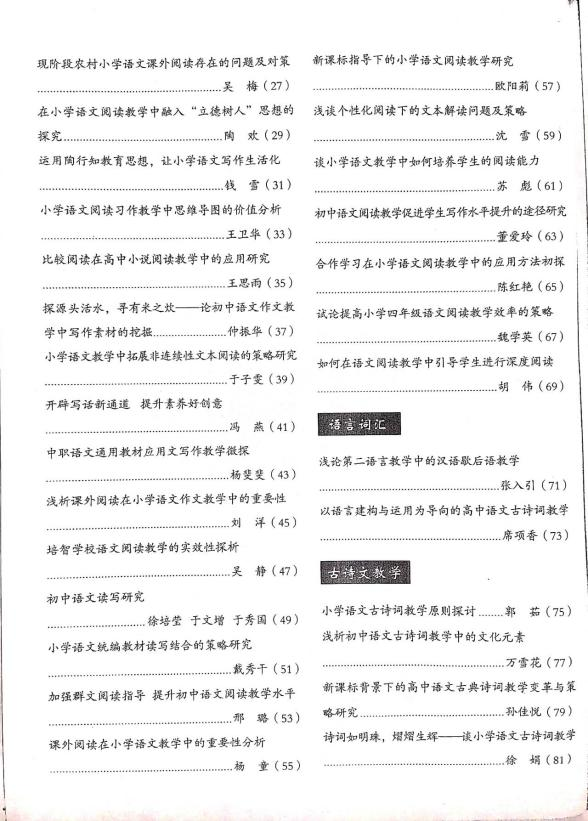 现阶段农村小学语文课外阅读存在的问题及对策
吴 梅(27)
在小学语文阅读教学中融入“立德树人”思想的
探究 陶 欢(29)
运用陶行知教育思想，让小学语文写作生活化
钱 雪(31)
小学语文阅读习作教学中思维导图的价值分析
王卫华(33)
比较阅读在高中小说阅读教学中的应用研究
王思雨(35)
探源头活水，寻有米之炊——论初中语文作文教
学中写作素材的挖掘 仲振华(37)
小学语文教学中拓展非连续性文本阅读的策略研究
于子雯(39)
开辟写话新通道 提升素养好创意
冯 燕(41)
中职语文通用教材应用文写作教学微探
杨斐斐(43)
浅析课外阅读在小学语文作文教学中的重要性
刘 洋(45)
培智学校语文阅读教学的实效性探析
吴 静(47)
初中语文读写研究
徐培莹 于文增 于秀国(49)
小学语文统编教材读写结合的策略研究
戴秀干(51)
加强群文阅读指导 提升初中语文阅读教学水平
邢 璐(53)
课外阅读在小学语文教学中的重要性分析
杨 童(55)
新课标指导下的小学语文阅读教学研究
欧阳莉(57)
浅谈个性化阅读下的文本解读问题及策略
沈 雪(59)
谈小学语文教学中如何培养学生的阅读能力
苏 彪(61)
初中语文阅读教学促进学生写作水平提升的途径研究
董爱玲(63)
合作学习在小学语文阅读教学中的应用方法初探
陈红艳(65)
试论提高小学四年级语文阅读教学效率的策略
魏学英(67)
如何在语文阅读教学中引导学生进行深度阅读
胡 伟(69)
语言词汇
浅论第二语言教学中的汉语歇后语教学
张入引(71)
以语言建构与运用为导向的高中语文古诗词教学
席项香(73)
古诗文教学
小学语文古诗词教学原则探讨 郭 茹(75)
浅析初中语文古诗词教学中的文化元素
万雪花(77)
新课标背景下的高中语文古典诗词教学变革与策
略研究 孙佳悦(79)
诗词如明珠，熠熠生辉——谈小学语文古诗词教学
徐 娟(81)